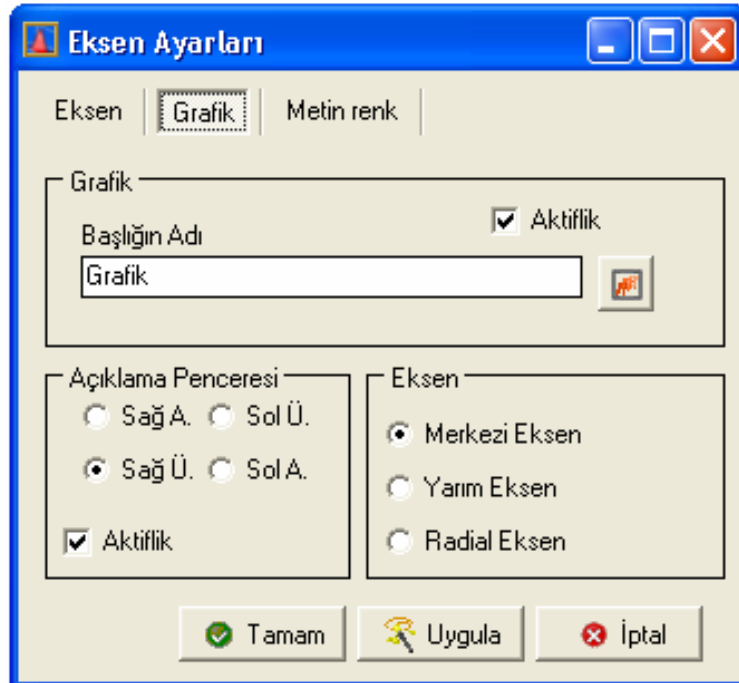 Eksen Ayarları
Eksen Grafik Metin renk
Grafik
Aktiflik
Başlığın Adı
Grafik
Açıklama Penceresi
Sağ A. Sol Ü.
Sağ Ü. Sol A.
Aktiflik
Eksen
Merkezi Eksen
Yarım Eksen
Radial Eksen
Tamam Uygula İptal